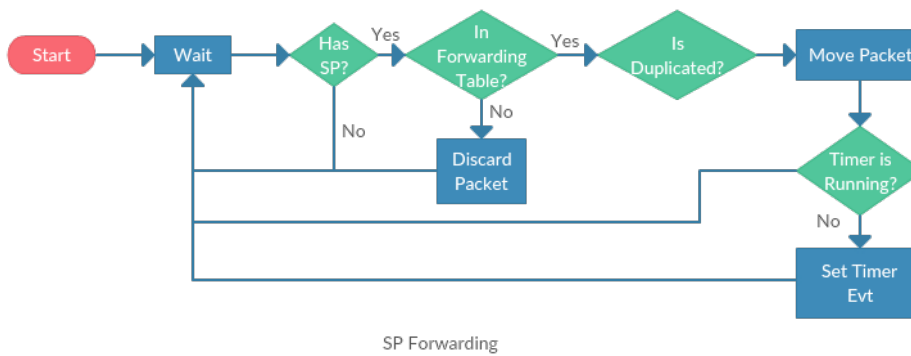 Start
Wait
Has
SP?
Yes
In
Forwarding
Table?
Yes
Is
Duplicated?
Move Packet
No
No
Discard
Packet
Timer is
Running?
No
Set Timer
Evt
SP Forwarding